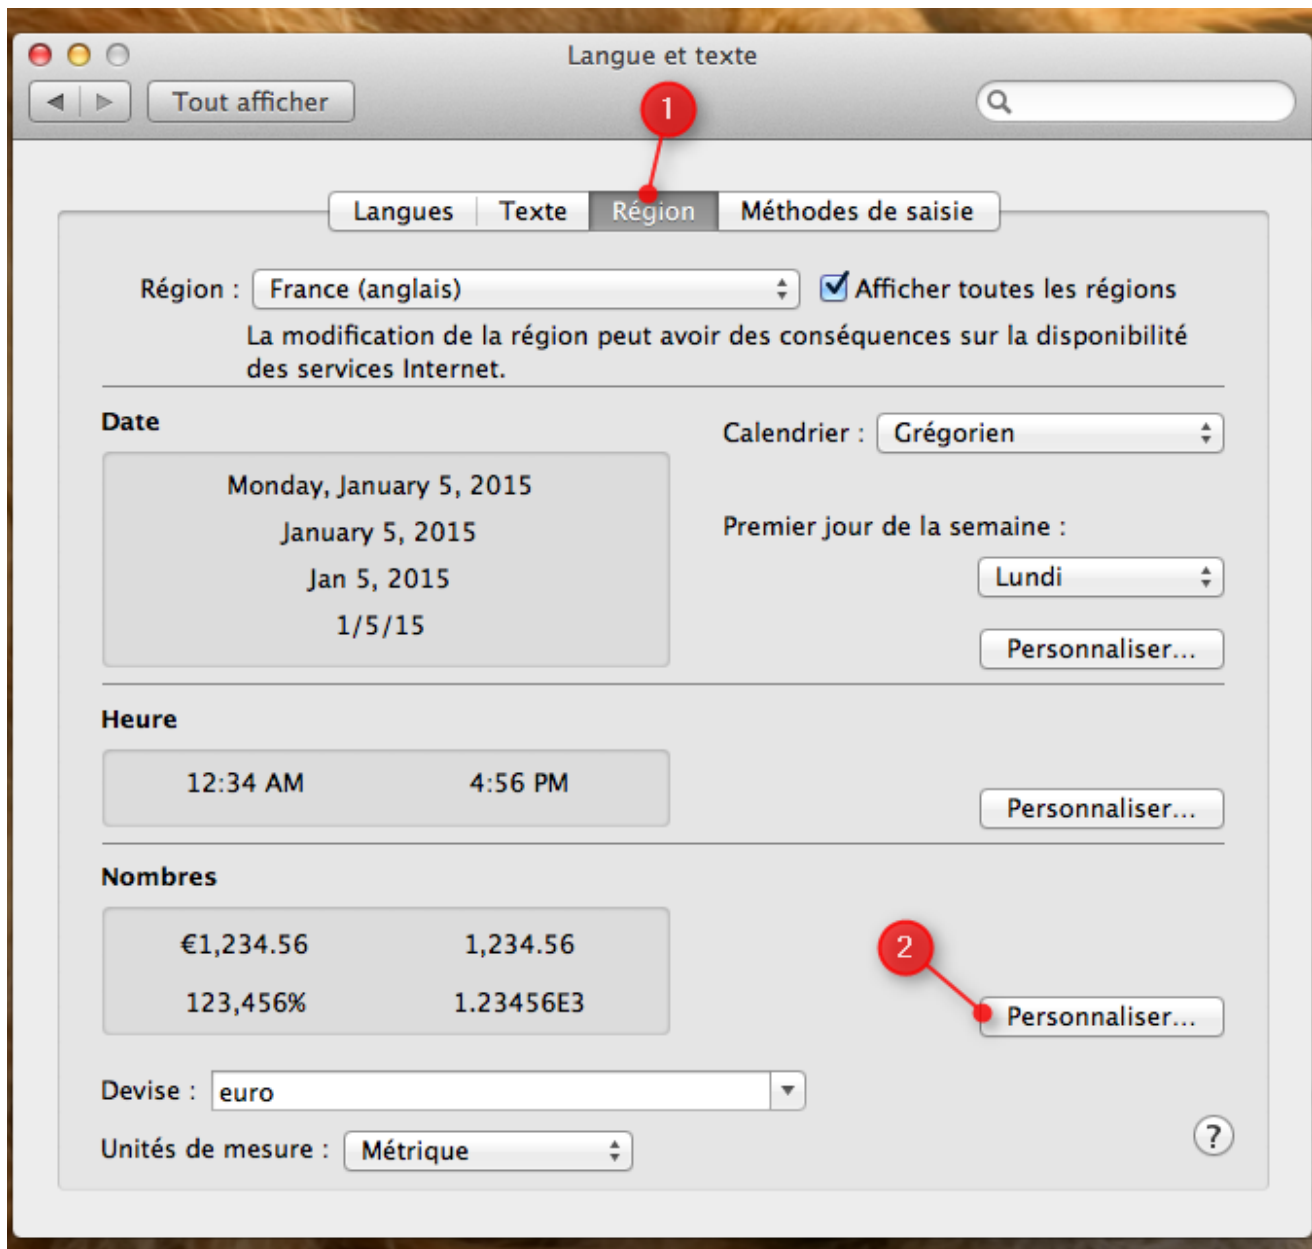 Langue et texte
Tout afficher
1
Langues Texte Région Méthodes de saisie
Région : France (anglais) Afficher toutes les régions
La modification de la région peut avoir des conséquences sur la disponibilité
des services Internet.
Date
Calendrier : Grégorien
Monday, January 5, 2015
January 5, 2015
Jan 5, 2015
1/5/15
Premier jour de la semaine :
Lundi
Personnaliser...
Heure
12:34 AM 4:56 PM
Personnaliser...
Nombres
€1,234.56 1,234.56
123,456% 1.23456E3
2
Personnaliser...
Devise : euro
Unités de mesure : Métrique
?